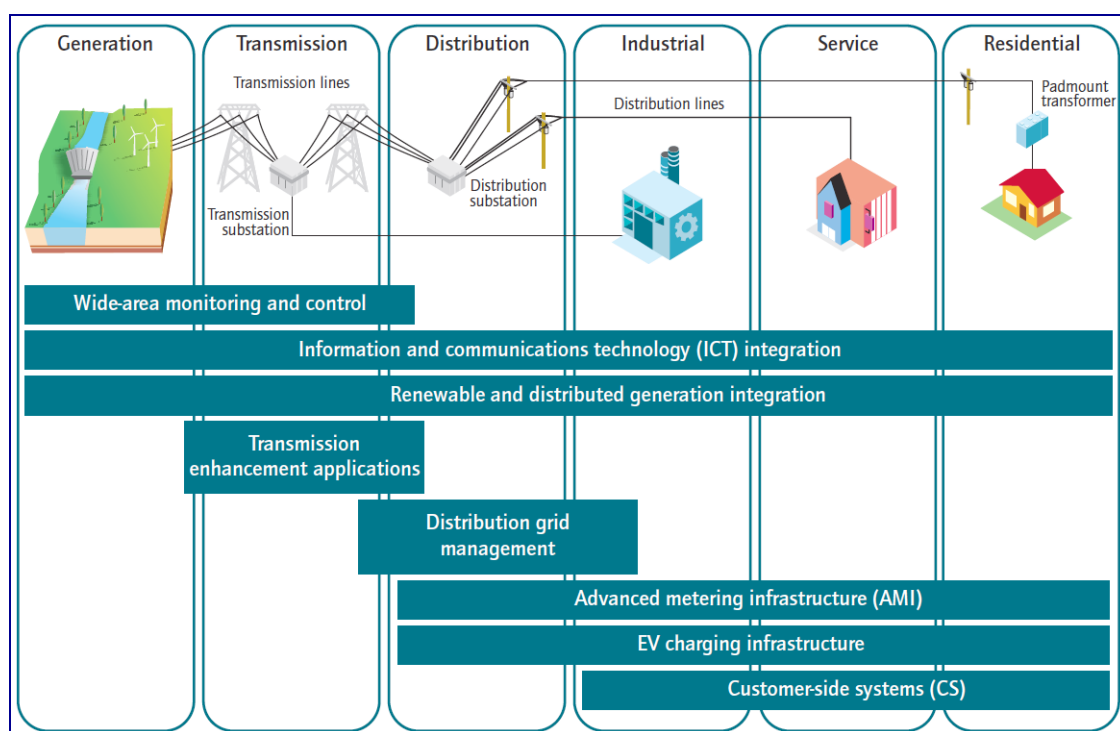 Generation
Transmission
Distribution
Industrial
Service
Residential
Transmission lines
Distribution lines
Padmount
transformer
Distribution
substation
Transmission
substation
Wide-area monitoring and control
Information and communications technology (ICT) integration
Renewable and distributed generation integration
Transmission
enhancement applications
Distribution grid
management
Advanced metering infrastructure (AMI)
EV charging infrastructure
Customer-side systems (CS)